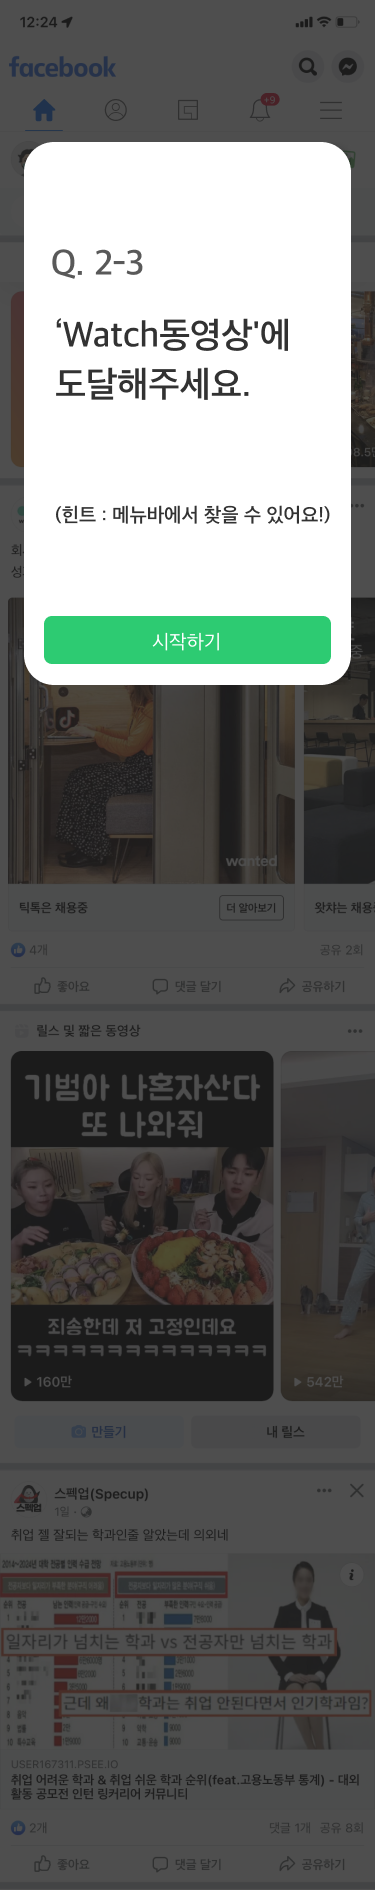 12:24
facebook
+9
Q. 2-3
‘Watch동영상'에
도달해주세요.
(힌트 : 메뉴바에서 찾을 수 있어요!)
시작하기
wanted
틱톡은 채용중
더 알아보기
왓챠는 채용
4개
공유 2회
좋아요
댓글 달기
공유하기
릴스 및 짧은 동영상
기범아 나혼자산다
또 나와줘
죄송한데 저 고정인데요
ㅋㅋㅋㅋㅋㅋㅋㅋㅋㅋㅋㅋㅋㅋ
160만
542만
만들기
내 릴스
스펙업
스펙업(Specup)
1일
취업 젤 잘되는 학과인줄 알았는데 의외네
일자리가 넘치는 학과 vs 전공자만 넘치는 학과
근데 왜 학과는 취업 안된다면서 인기학과임?
USER167311.PSEE.IO
취업 어려운 학과 & 취업 쉬운 학과 순위(feat.고용노동부 통계) - 대외
활동 공모전 인턴 링커리어 커뮤니티
2개
댓글 1개 공유 8회
좋아요
댓글 달기
공유하기